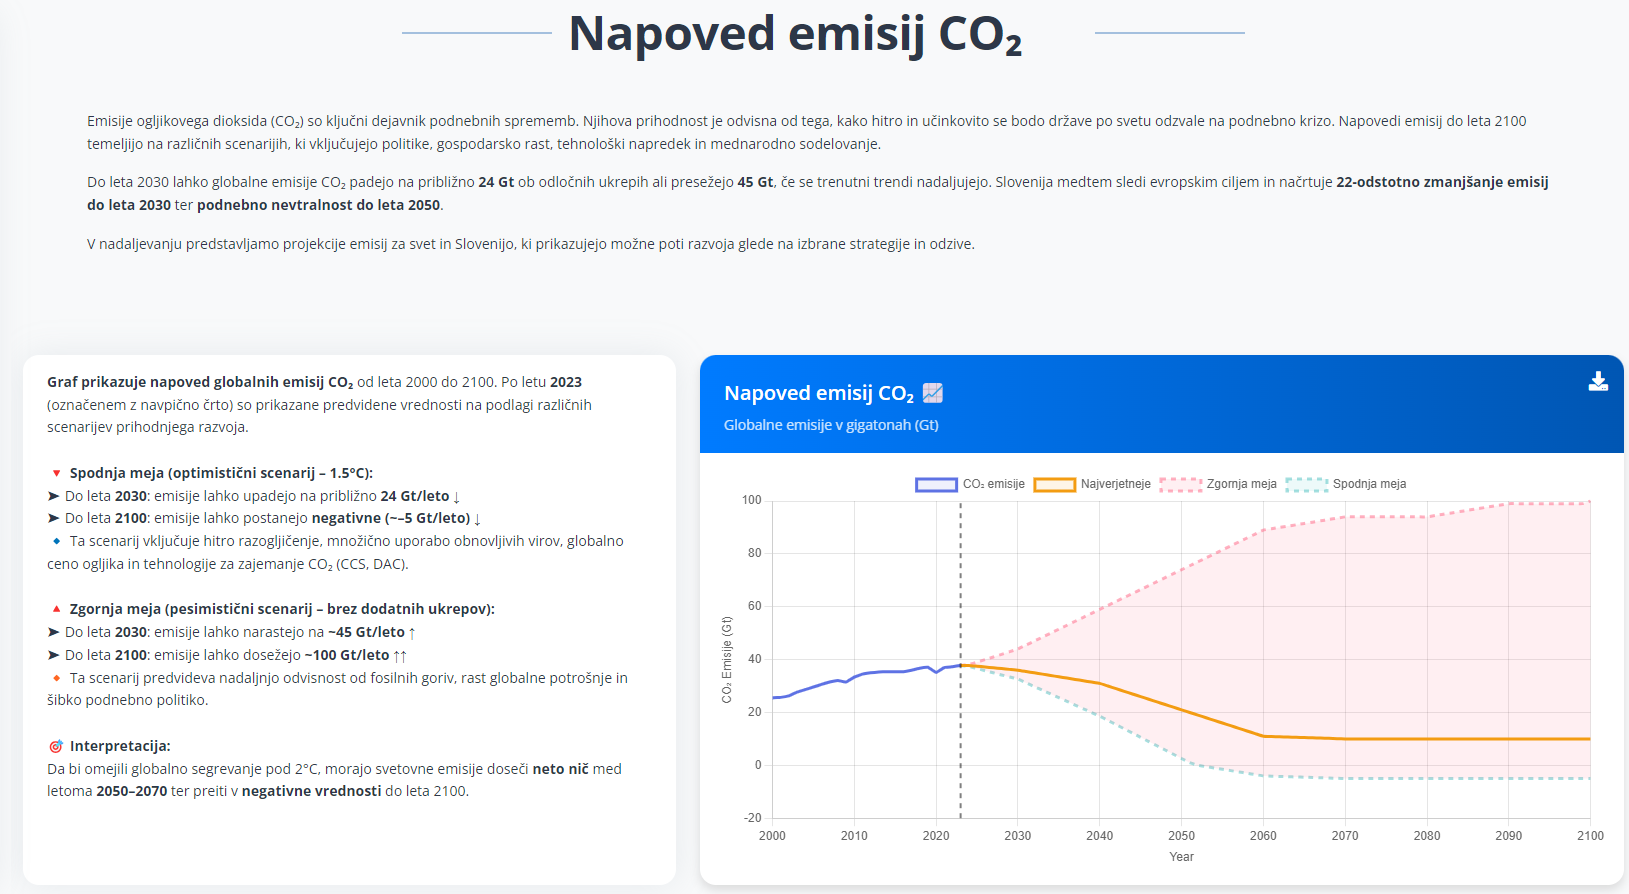 Napoved emisij CO₂
Emisije ogljikovega dioksida (CO₂) so ključni dejavnik podnebnih sprememb. Njihova prihodnost je odvisna od tega, kako hitro in učinkovito se bodo države po svetu odzvale na podnebno krizo. Napovedi emisij do leta 2100
temeljijo na različnih scenarijih, ki vključujejo politike, gospodarsko rast, tehnološki napredek in mednarodno sodelovanje.
Do leta 2030 lahko globalne emisije CO₂ padejo na približno 24 Gt ob odločnih ukrepih ali presežejo 45 Gt, če se trenutni trendi nadaljujejo. Slovenija medtem sledi evropskim ciljem in načrtuje 22-odstotno zmanjšanje emisij
do leta 2030 ter podnebno nevtralnost do leta 2050.
V nadaljevanju predstavljamo projekcije emisij za svet in Slovenijo, ki prikazujejo možne poti razvoja glede na izbrane strategije in odzive.
Graf prikazuje napoved globalnih emisij CO₂ od leta 2000 do 2100. Po letu 2023
(označenem z navpično črto) so prikazane predvidene vrednosti na podlagi različnih
scenarijev prihodnjega razvoja.
🔻 Spodnja meja (optimistični scenarij – 1.5°C):
➤ Do leta 2030: emisije lahko upadejo na približno 24 Gt/leto ↓
➤ Do leta 2100: emisije lahko postanejo negativne (~–5 Gt/leto) ↓
🔹 Ta scenarij vključuje hitro razogljičenje, množično uporabo obnovljivih virov, globalno
ceno ogljika in tehnologije za zajemanje CO₂ (CCS, DAC).
🔺 Zgornja meja (pesimistični scenarij – brez dodatnih ukrepov):
➤ Do leta 2030: emisije lahko narastejo na ~45 Gt/leto ↑
➤ Do leta 2100: emisije lahko dosežejo ~100 Gt/leto ↑↑
🔸 Ta scenarij predvideva nadaljnjo odvisnost od fosilnih goriv, rast globalne potrošnje in
šibko podnebno politiko.
🎯 Interpretacija:
Da bi omejili globalno segrevanje pod 2°C, morajo svetovne emisije doseči neto nič med
letoma 2050–2070 ter preiti v negativne vrednosti do leta 2100.
Napoved emisij CO₂ 📈
Globalne emisije v gigatonah (Gt)
CO₂ emisije Najverjetneje Zgornja meja Spodnja meja
CO₂ Emisije (Gt)
100
80
60
40
20
0
-20
2000 2010 2020 2030 2040 2050 2060 2070 2080 2090 2100
Year